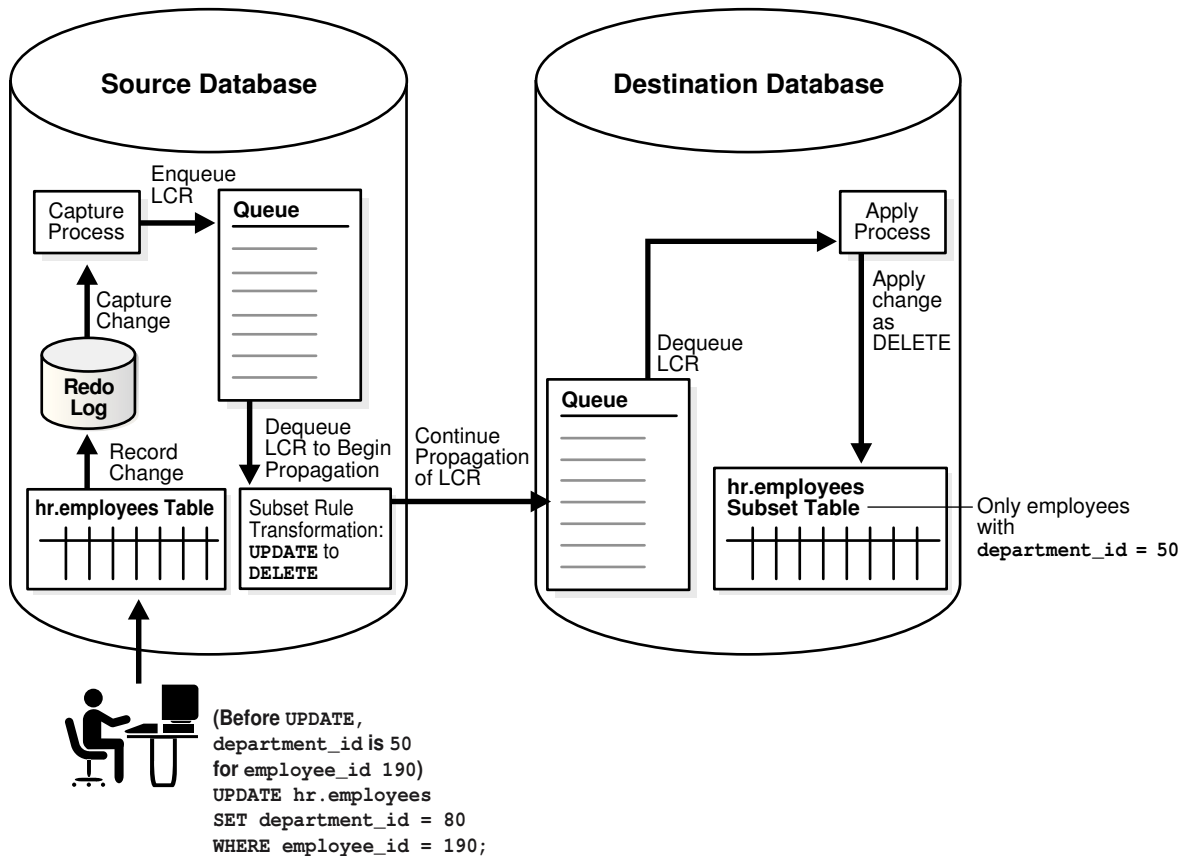 Source Database
Destination Database
Enqueue
LCR
Capture
Process
Queue
Apply
Process
Capture
Change
Apply
change
as
DELETE
Redo
Log
Dequeue
LCR
Queue
Record
Change
Dequeue
LCR to Begin
Propagation
Continue
Propagation
of LCR
hr.employees Table
Subset Rule
Transformation:
UPDATE to
DELETE
hr.employees
Subset Table
Only employees
with
department_id = 50
(Before UPDATE,
department_id is 50
for employee_id 190)
UPDATE hr.employees
SET department_id = 80
WHERE employee_id = 190;